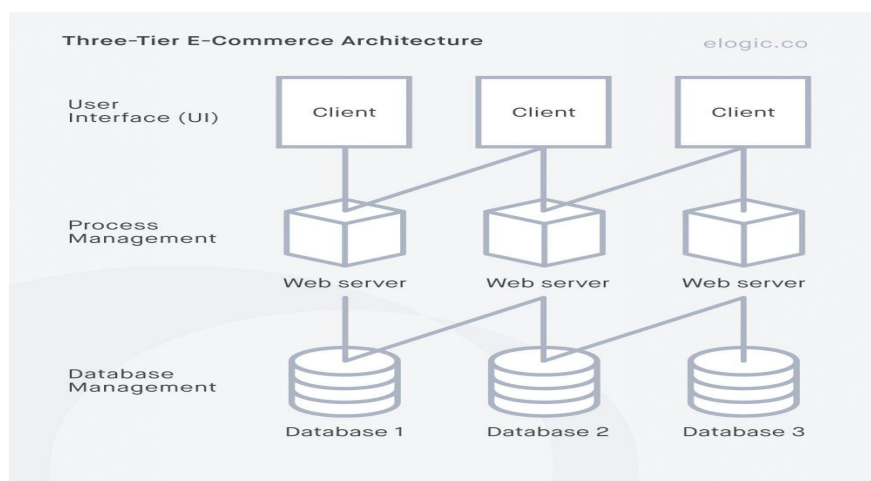 Three-Tier E-Commerce Architecture
elogic.co
User
Interface (UI)
Client
Client
Client
Process
Management
Web server
Web server
Web server
Database
Management
Database 1
Database 2
Database 3